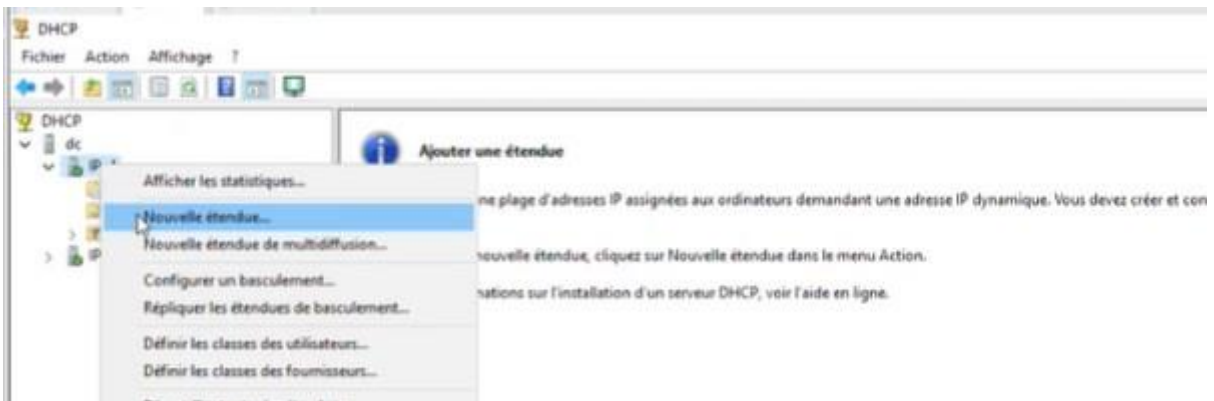 DHCP
Fichier Action Affichage ?
DHCP
dc
IP
Ajouter une étendue
Afficher les statistiques...
Nouvelle étendue...
ne plage d'adresses IP assignées aux ordinateurs demandant une adresse IP dynamique. Vous devez créer et con
Nouvelle étendue de multidiffusion...
nouvelle étendue, cliquez sur Nouvelle étendue dans le menu Action.
Configurer un basculement...
Répliquer les étendues de basculement...
mations sur l'installation d'un serveur DHCP, voir l'aide en ligne.
Définir les classes des utilisateurs...
Définir les classes des fournisseurs...